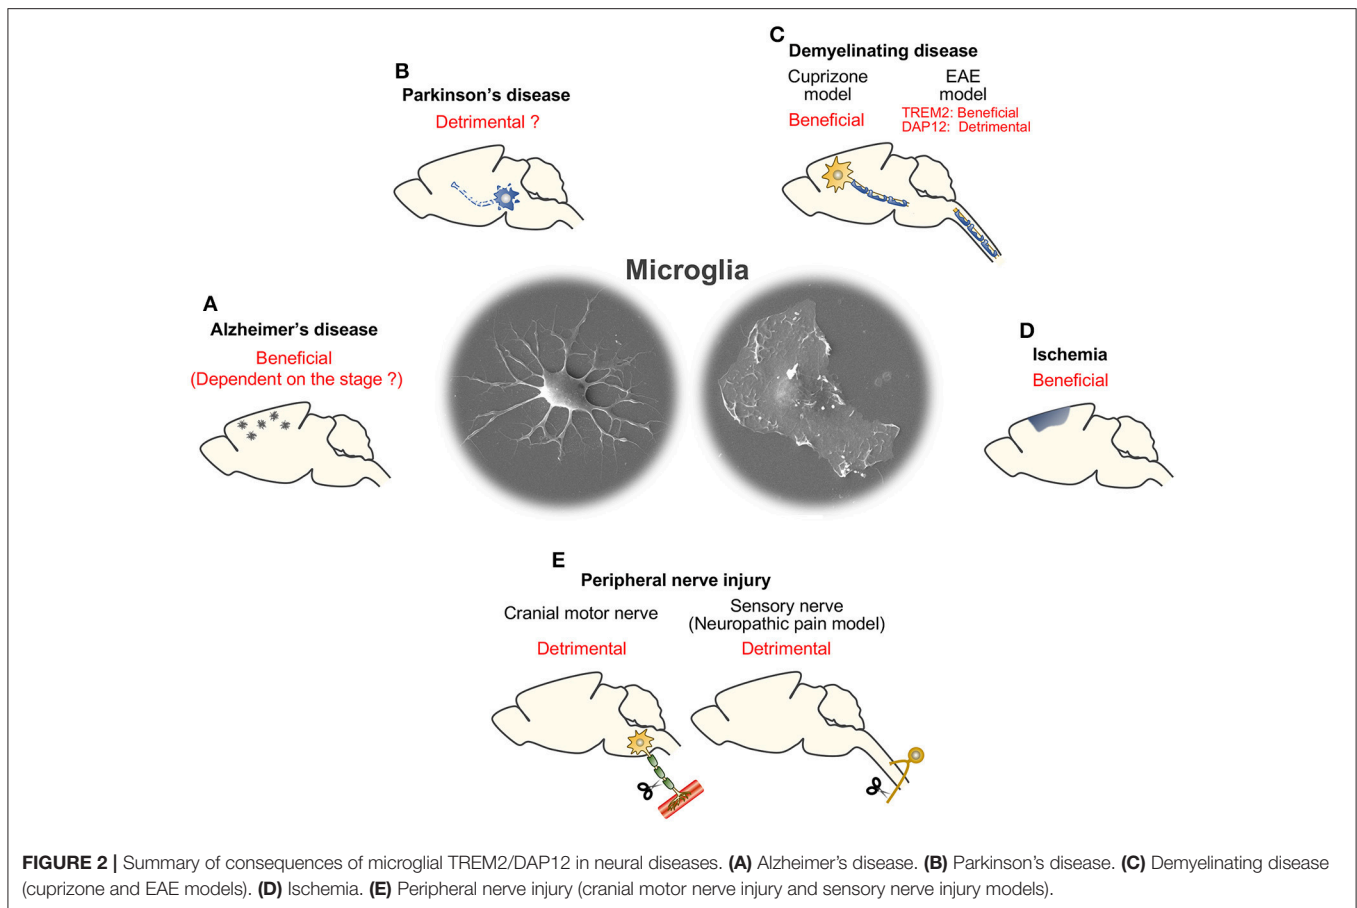 A
Alzheimer's disease
Beneficial
(Dependent on the stage ?)
B
Parkinson's disease
Detrimental ?
C
Demyelinating disease
Cuprizone
model
Beneficial
EAE
model
TREM2: Beneficial
DAP12: Detrimental
Microglia
D
Ischemia
Beneficial
E
Peripheral nerve injury
Cranial motor nerve
Detrimental
Sensory nerve
(Neuropathic pain model)
Detrimental
FIGURE 2 | Summary of consequences of microglial TREM2/DAP12 in neural diseases. (A) Alzheimer's disease. (B) Parkinson's disease. (C) Demyelinating disease
(cuprizone and EAE models). (D) Ischemia. (E) Peripheral nerve injury (cranial motor nerve injury and sensory nerve injury models).